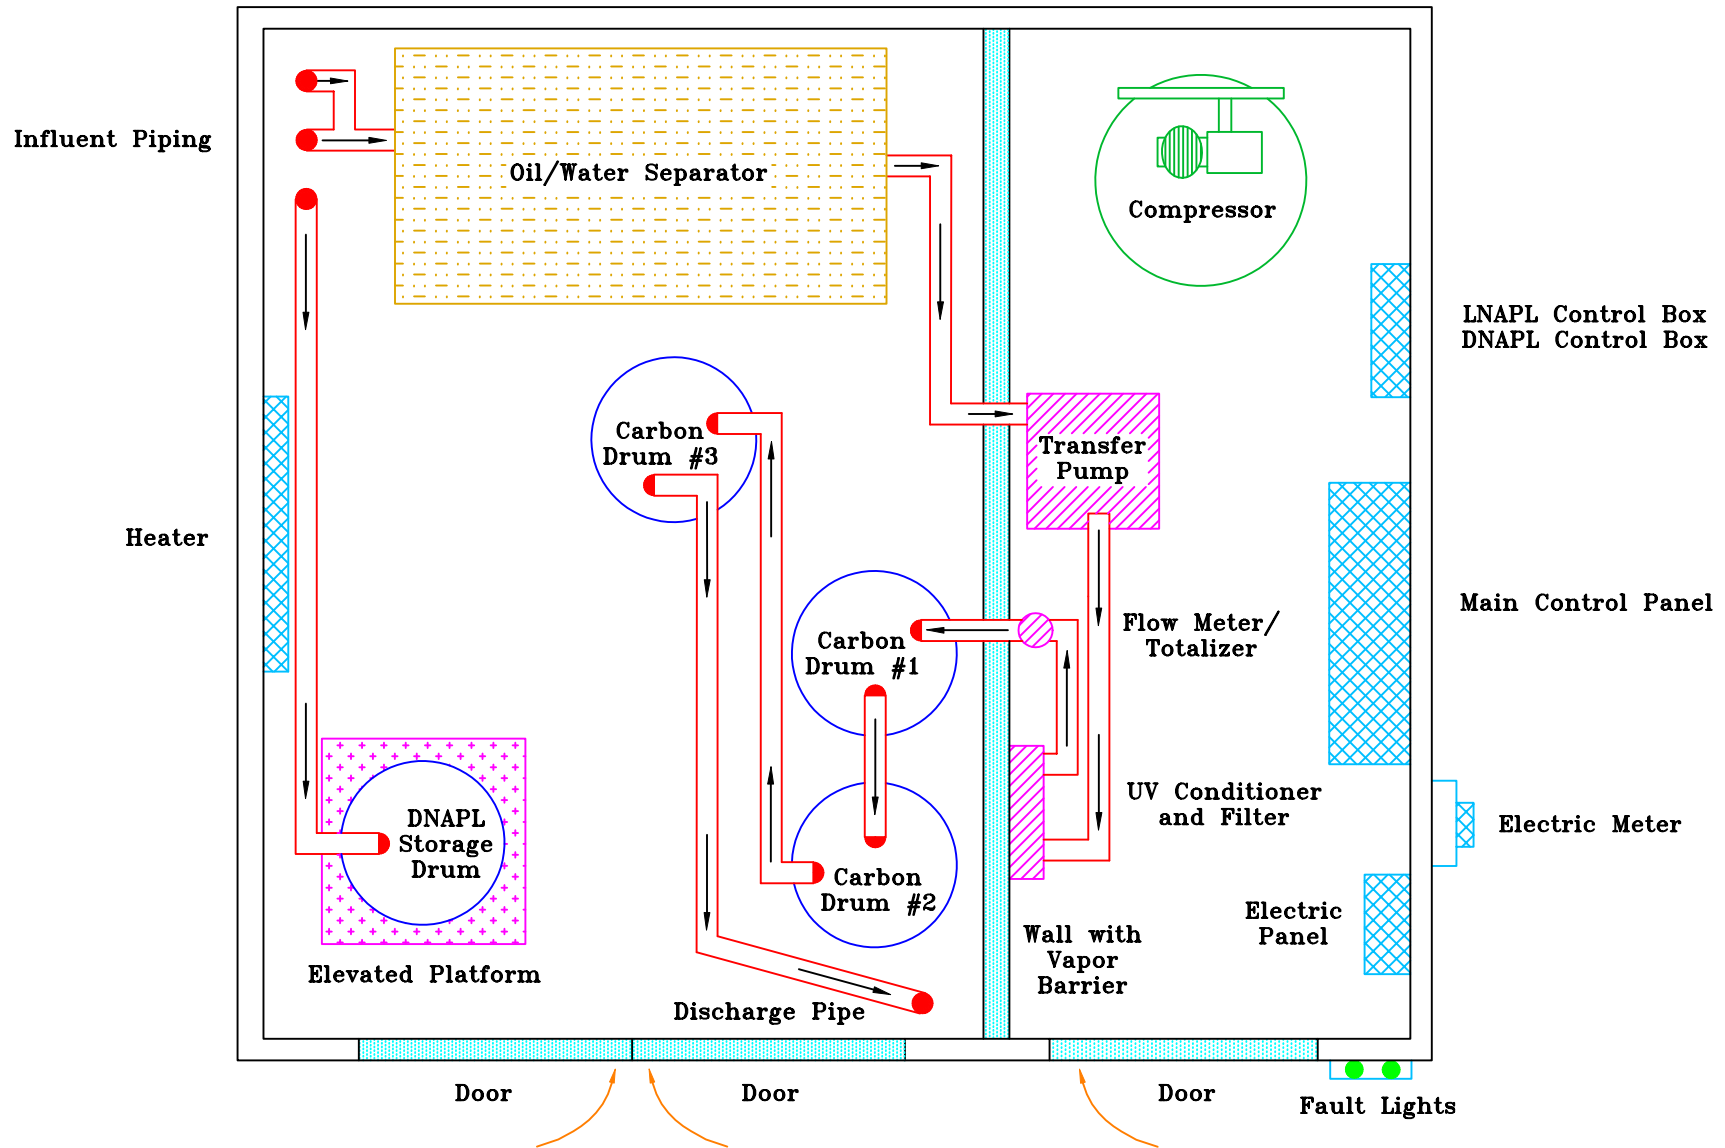 Influent Piping
Oil/Water Separator
Compressor
LNAPL Control Box
DNAPL Control Box
Carbon
Drum #3
Transfer
Pump
Heater
Main Control Panel
Flow Meter/
Totalizer
Carbon
Drum #1
UV Conditioner
and Filter
DNAPL
Storage
Drum
Electric Meter
Carbon
Drum #2
Electric
Panel
Wall with
Vapor
Barrier
Elevated Platform
Discharge Pipe
Door
Door
Door
Fault Lights